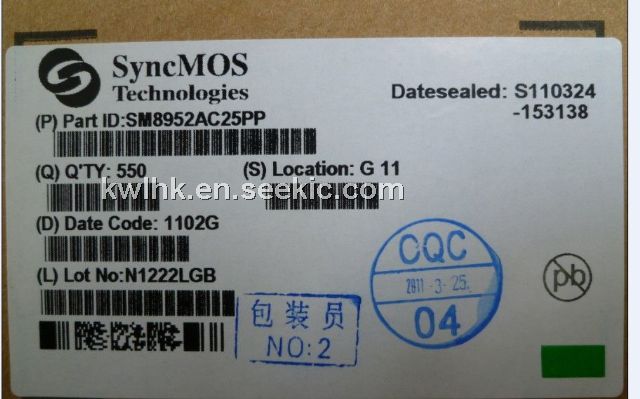 SyncMOS
Technologies
Datesealed: S110324
-153138
(P) Part ID:SM8952AC25PP
(Q) Q'TY: 550
(S) Location: G 11
kwlhk.en.seekic.com
(D) Date Code: 1102G
(L) Lot No:N1222LGB
CQC
2011-3-25.
04
包装员
NO:2
pb